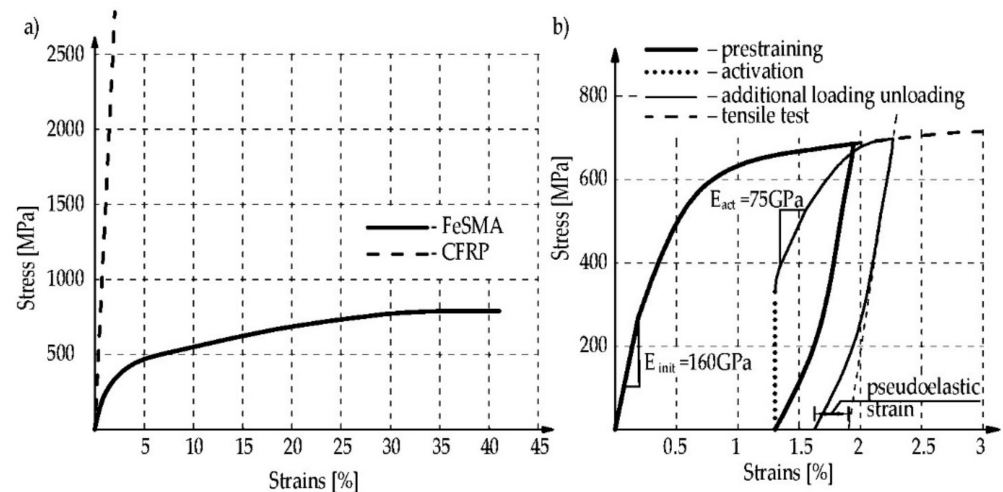 a)
Stress [MPa]
2500
2000
1500
1000
500
- FeSMA
- CFRP
5 10 15 20 25 30 35 40 45
Strains [%]
b)
– prestraining
– activation
– additional loading unloading
– tensile test
Stress [MPa]
800
600
400
200
E act =75GPa
E init =160GPa
pseudoelastic
strain
0.5 1 1.5 2 2.5 3
Strains [%]